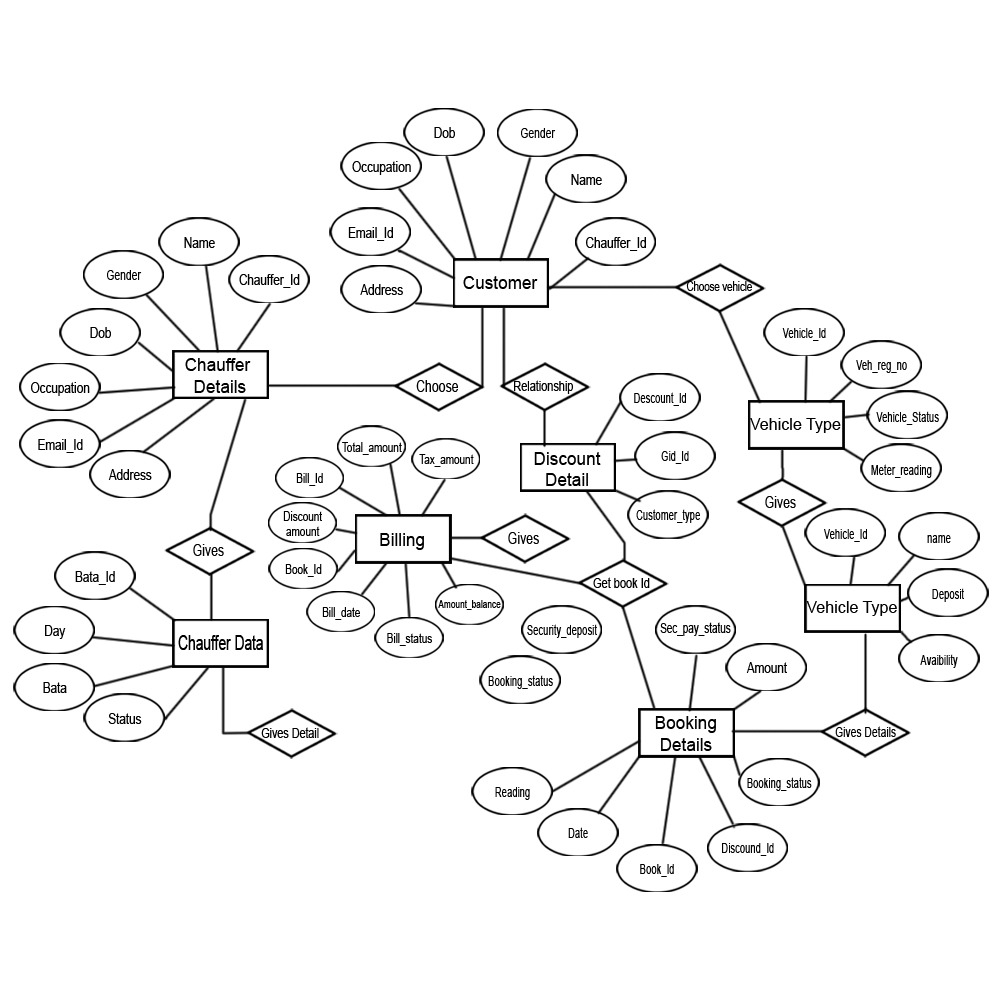 Dob
Gender
Occupation
Name
Email_Id
Chauffer_Id
Address
Customer
Choose vehicle
Name
Gender
Chauffer_Id
Dob
Occupation
Email_Id
Address
Chauffer
Details
Choose
Relationship
Vehicle_Id
Veh_reg_no
Vehicle_Status
Meter_reading
Vehicle Type
Descount_Id
Gid_Id
Customer_type
Discount
Detail
Total_amount
Tax_amount
Bill_Id
Discount
amount
Book_Id
Bill_date
Bill_status
Amount_balance
Billing
Gives
Gives
Gives
Get book Id
Vehicle_Id
name
Deposit
Avaibility
Vehicle Type
Bata_Id
Day
Bata
Status
Chauffer Data
Gives Detail
Security_deposit
Booking_status
Sec_pay_status
Amount
Booking
Details
Gives Details
Reading
Date
Book_Id
Discound_Id
Booking_status